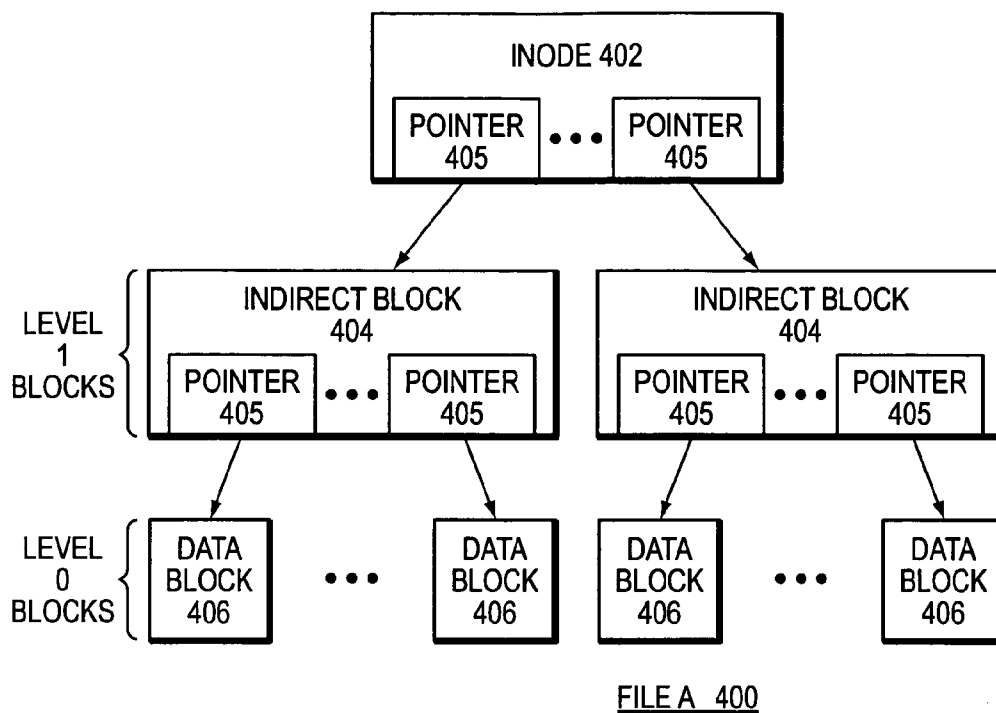 INODE 402
POINTER 405 ••• POINTER 405
LEVEL 1 BLOCKS
INDIRECT BLOCK 404
POINTER 405 ••• POINTER 405
INDIRECT BLOCK 404
POINTER 405 ••• POINTER 405
LEVEL 0 BLOCKS
DATA BLOCK 406 ••• DATA BLOCK 406
DATA BLOCK 406 ••• DATA BLOCK 406
FILE A 400